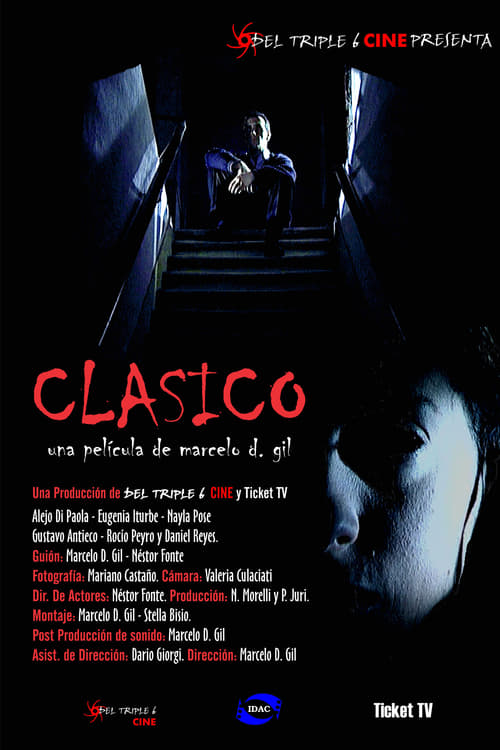 DEL TRIPLE 6 CINE PRESENTA
CLASICO
una película de marcelo d. gil
Una Producción de DEL TRIPLE 6 CINE y Ticket TV
Alejo Di Paola - Eugenia Iturbe - Nayla Pose
Gustavo Antieco - Rocío Peyro y Daniel Reyes.
Guión: Marcelo D. Gil - Néstor Fonte
Fotografía: Mariano Castaño. Cámara: Valeria Culaciati
Dir. De Actores: Néstor Fonte. Producción: N. Morelli y P. Juri.
Montaje: Marcelo D. Gil - Stella Bisio.
Post Producción de sonido: Marcelo D. Gil
Asist. de Dirección: Dario Giorgi. Dirección: Marcelo D. Gil
DEL TRIPLE 6
CINE
IDAC
Ticket TV